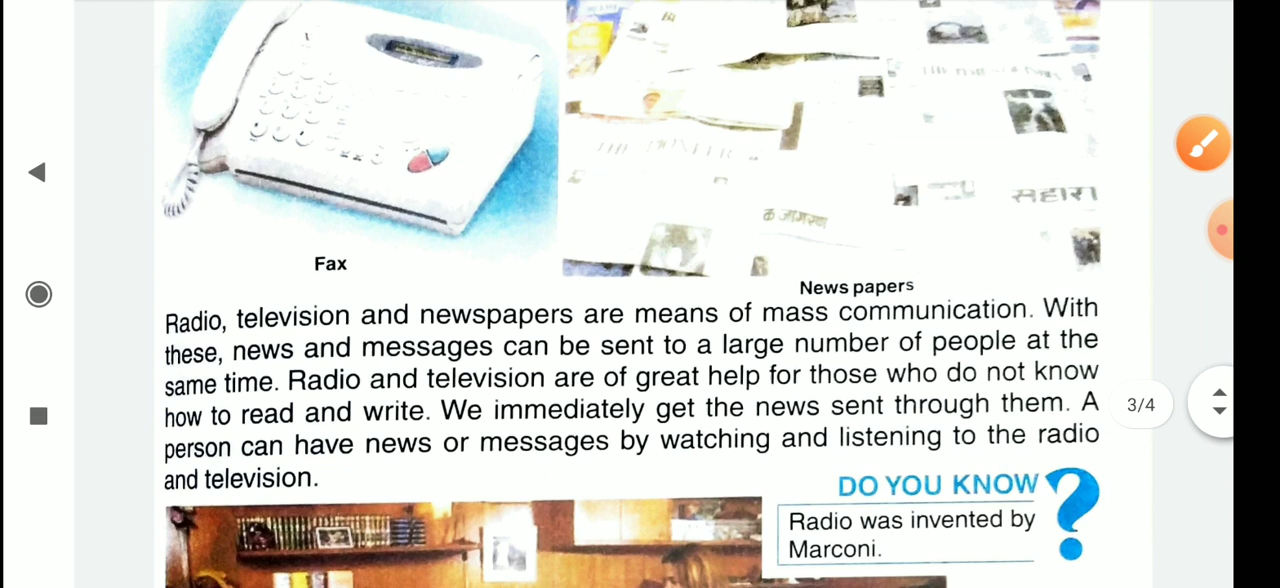 THE PIONEER
सहारा
जागरण
Fax
News papers
Radio, television and newspapers are means of mass communication. With
these, news and messages can be sent to a large number of people at the
same time. Radio and television are of great help for those who do not know
how to read and write. We immediately get the news sent through them. A
person can have news or messages by watching and listening to the radio
and television.
3/4
DO YOU KNOW ?
Radio was invented by
Marconi.